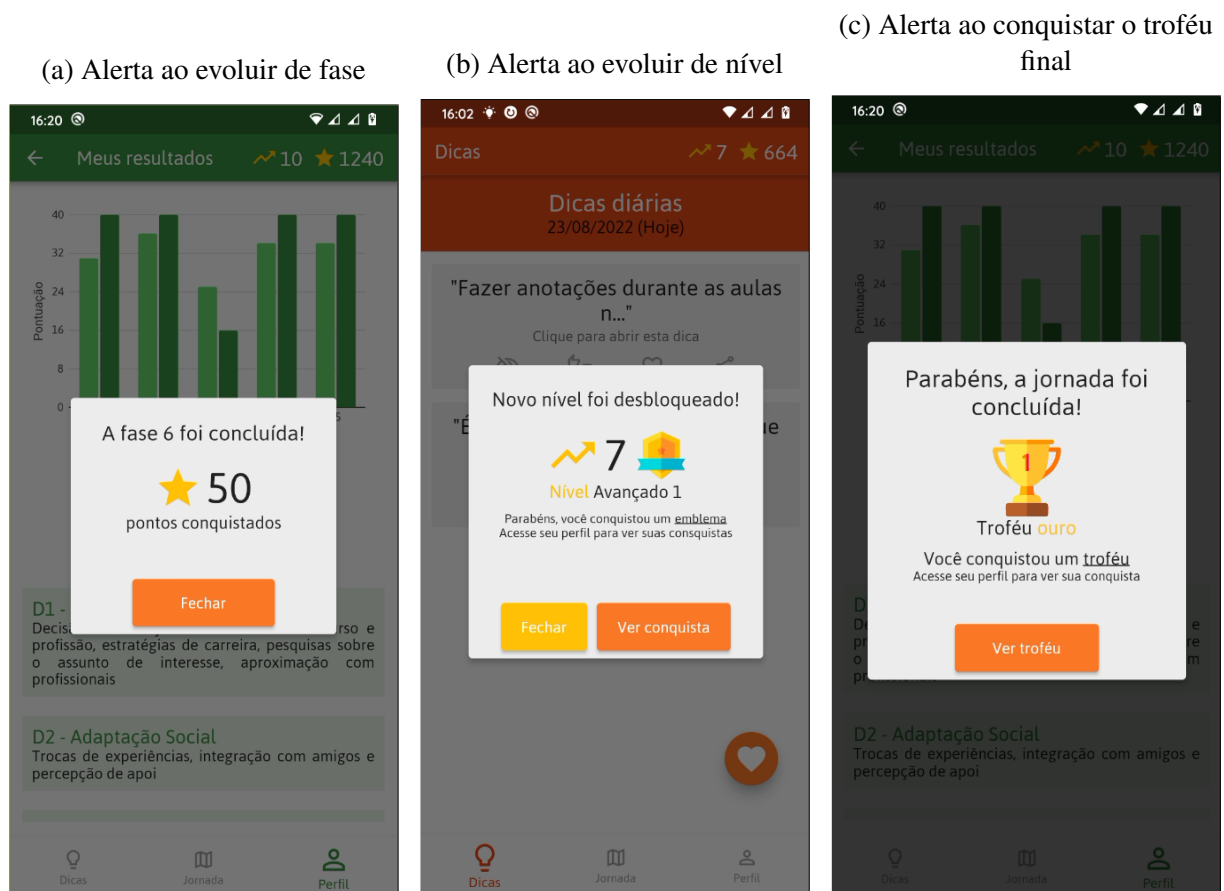 (a) Alerta ao evoluir de fase
16:20
Meus resultados 10 1240
40
32
24
16
8
0
Pontuação
A fase 6 foi concluída!
50
pontos conquistados
Fechar
D1 -
rso e
profissão, estratégias de carreira, pesquisas sobre
o assunto de interesse, aproximação com
profissionais
D2 - Adaptação Social
Trocas de experiências, integração com amigos e
percepção de apoi
Dicas Jornada Perfil
(b) Alerta ao evoluir de nível
16:02
Dicas 7 664
Dicas diárias
23/08/2022 (Hoje)
"Fazer anotações durante as aulas
n..."
Clique para abrir esta dica
Novo nível foi desbloqueado!
7
Nível Avançado 1
Parabéns, você conquistou um emblema
Acesse seu perfil para ver suas consquistas
Fechar Ver conquista
Dicas Jornada Perfil
(c) Alerta ao conquistar o troféu
final
16:20
Meus resultados 10 1240
40
32
24
16
Pontuação
Parabéns, a jornada foi
concluída!
1
Troféu ouro
Você conquistou um troféu
Acesse seu perfil para ver sua conquista
Ver troféu
D2 - Adaptação Social
Trocas de experiências, integração com amigos e
percepção de apoi
Dicas Jornada Perfil